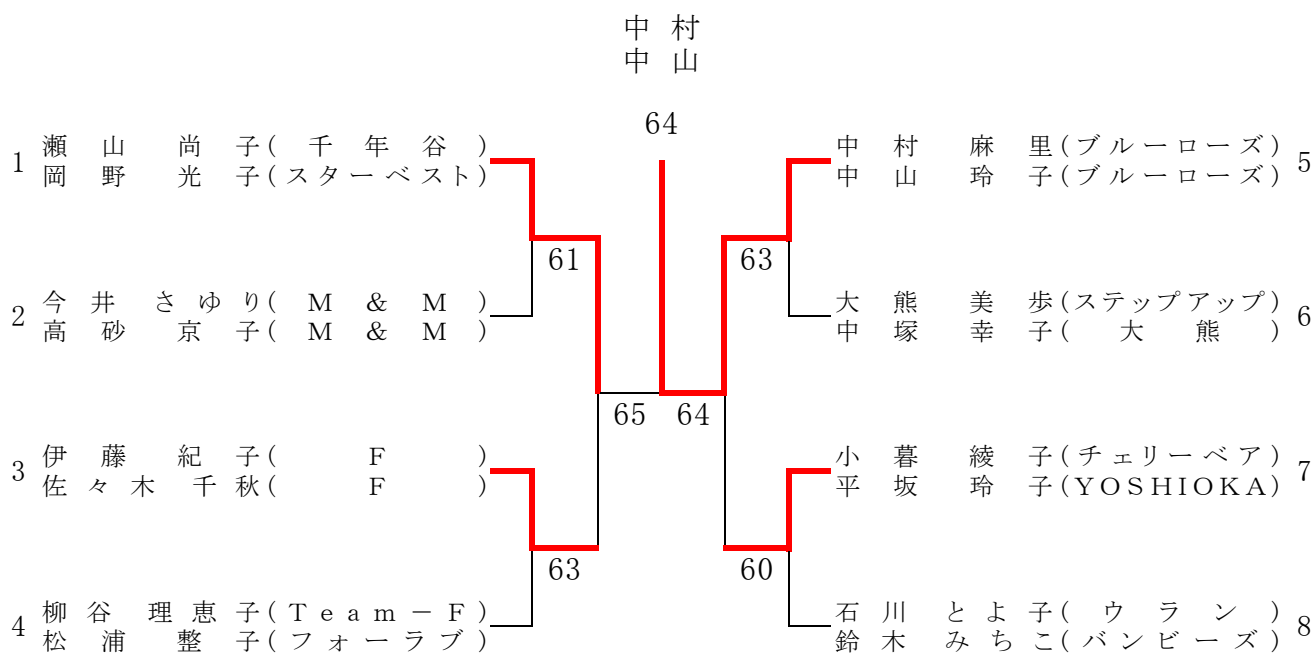 中村
中山
64
1 瀬山尚子(千年谷)
岡野光子(スターベスト)
61
2 今井さゆり(M&M)
高砂京子(M&M)
65
3 伊藤紀子(F)
佐々木千秋(F)
63
4 柳谷理恵子(Team－F)
松浦整子(フォーラブ)
中村麻里(ブルーローズ) 5
中山玲子(ブルーローズ)
63
大熊美歩(ステップアップ) 6
中塚幸子(大熊)
64
小暮綾子(チェリーベア) 7
平坂玲子(YOSHIOKA)
60
石川とよ子(ウラン) 8
鈴木みちこ(バンビーズ)